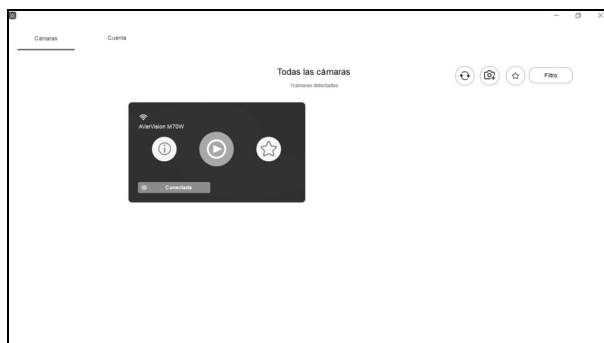 Cámaras
Cuenta
Todas las cámaras
1cámaras detectadas
Filtro
AVerVision M70W
Conectada